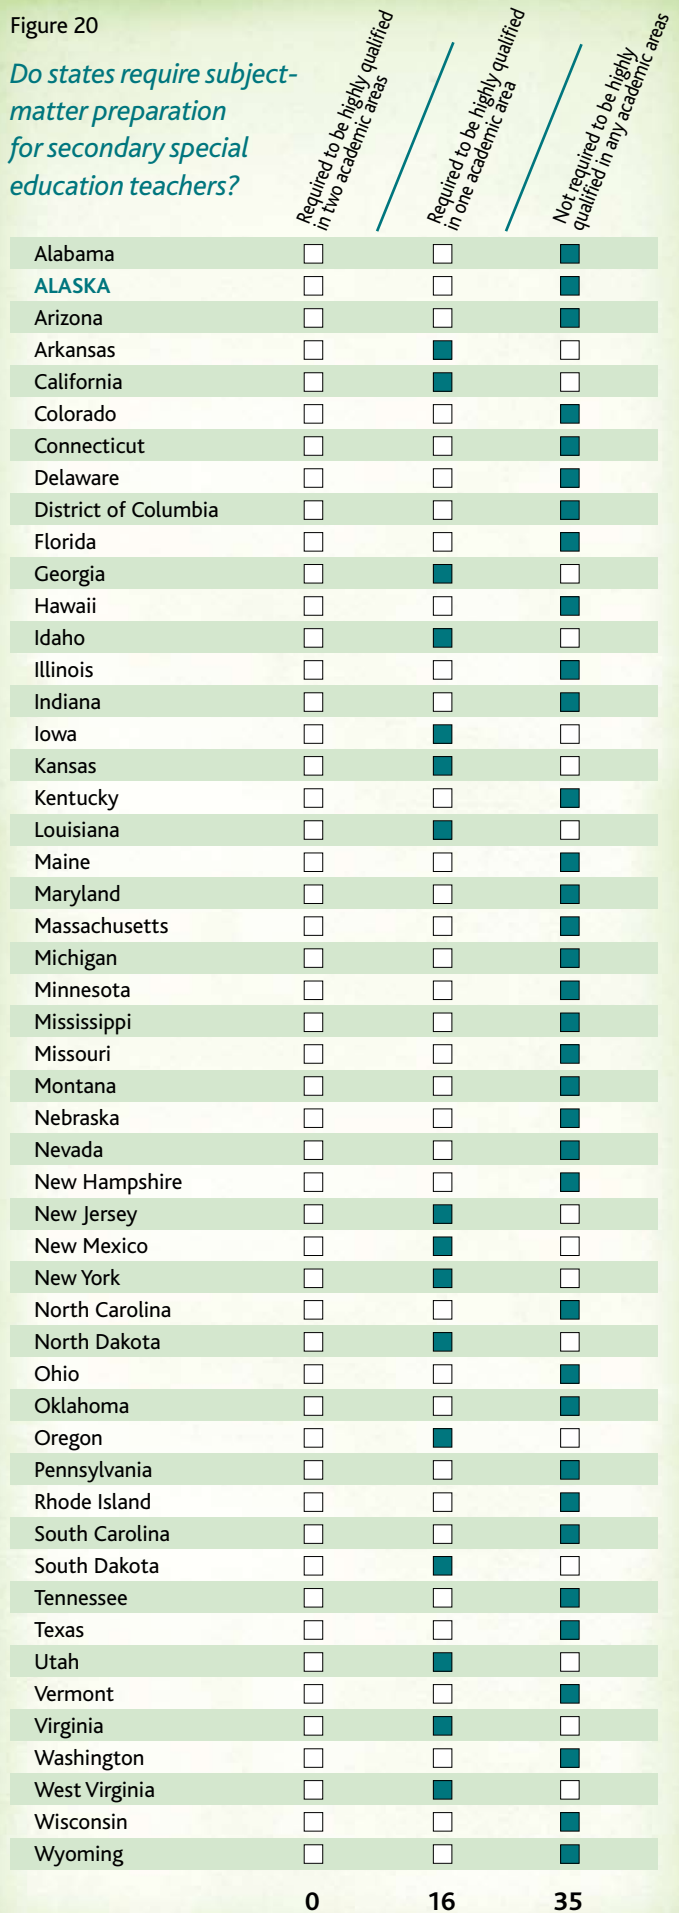 Figure 20
Do states require subject-
matter preparation
for secondary special
education teachers?
Required to be highly qualified
in two academic areas
Required to be highly qualified
in one academic area
Not required to be highly
qualified in any academic areas
Alabama
ALASKA
Arizona
Arkansas
California
Colorado
Connecticut
Delaware
District of Columbia
Florida
Georgia
Hawaii
Idaho
Illinois
Indiana
Iowa
Kansas
Kentucky
Louisiana
Maine
Maryland
Massachusetts
Michigan
Minnesota
Mississippi
Missouri
Montana
Nebraska
Nevada
New Hampshire
New Jersey
New Mexico
New York
North Carolina
North Dakota
Ohio
Oklahoma
Oregon
Pennsylvania
Rhode Island
South Carolina
South Dakota
Tennessee
Texas
Utah
Vermont
Virginia
Washington
West Virginia
Wisconsin
Wyoming
0 16 35